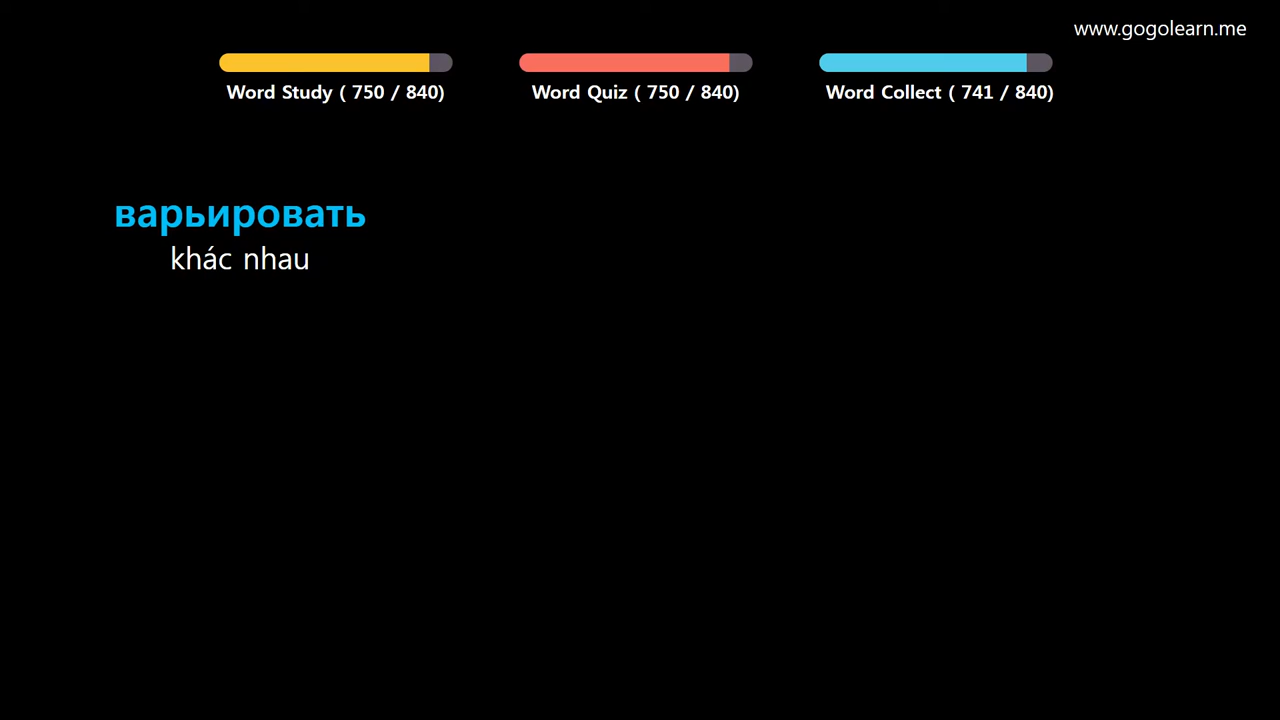 www.gogolearn.me
Word Study ( 750 / 840)
Word Quiz ( 750 / 840)
Word Collect ( 741 / 840)
варьировать
khác nhau